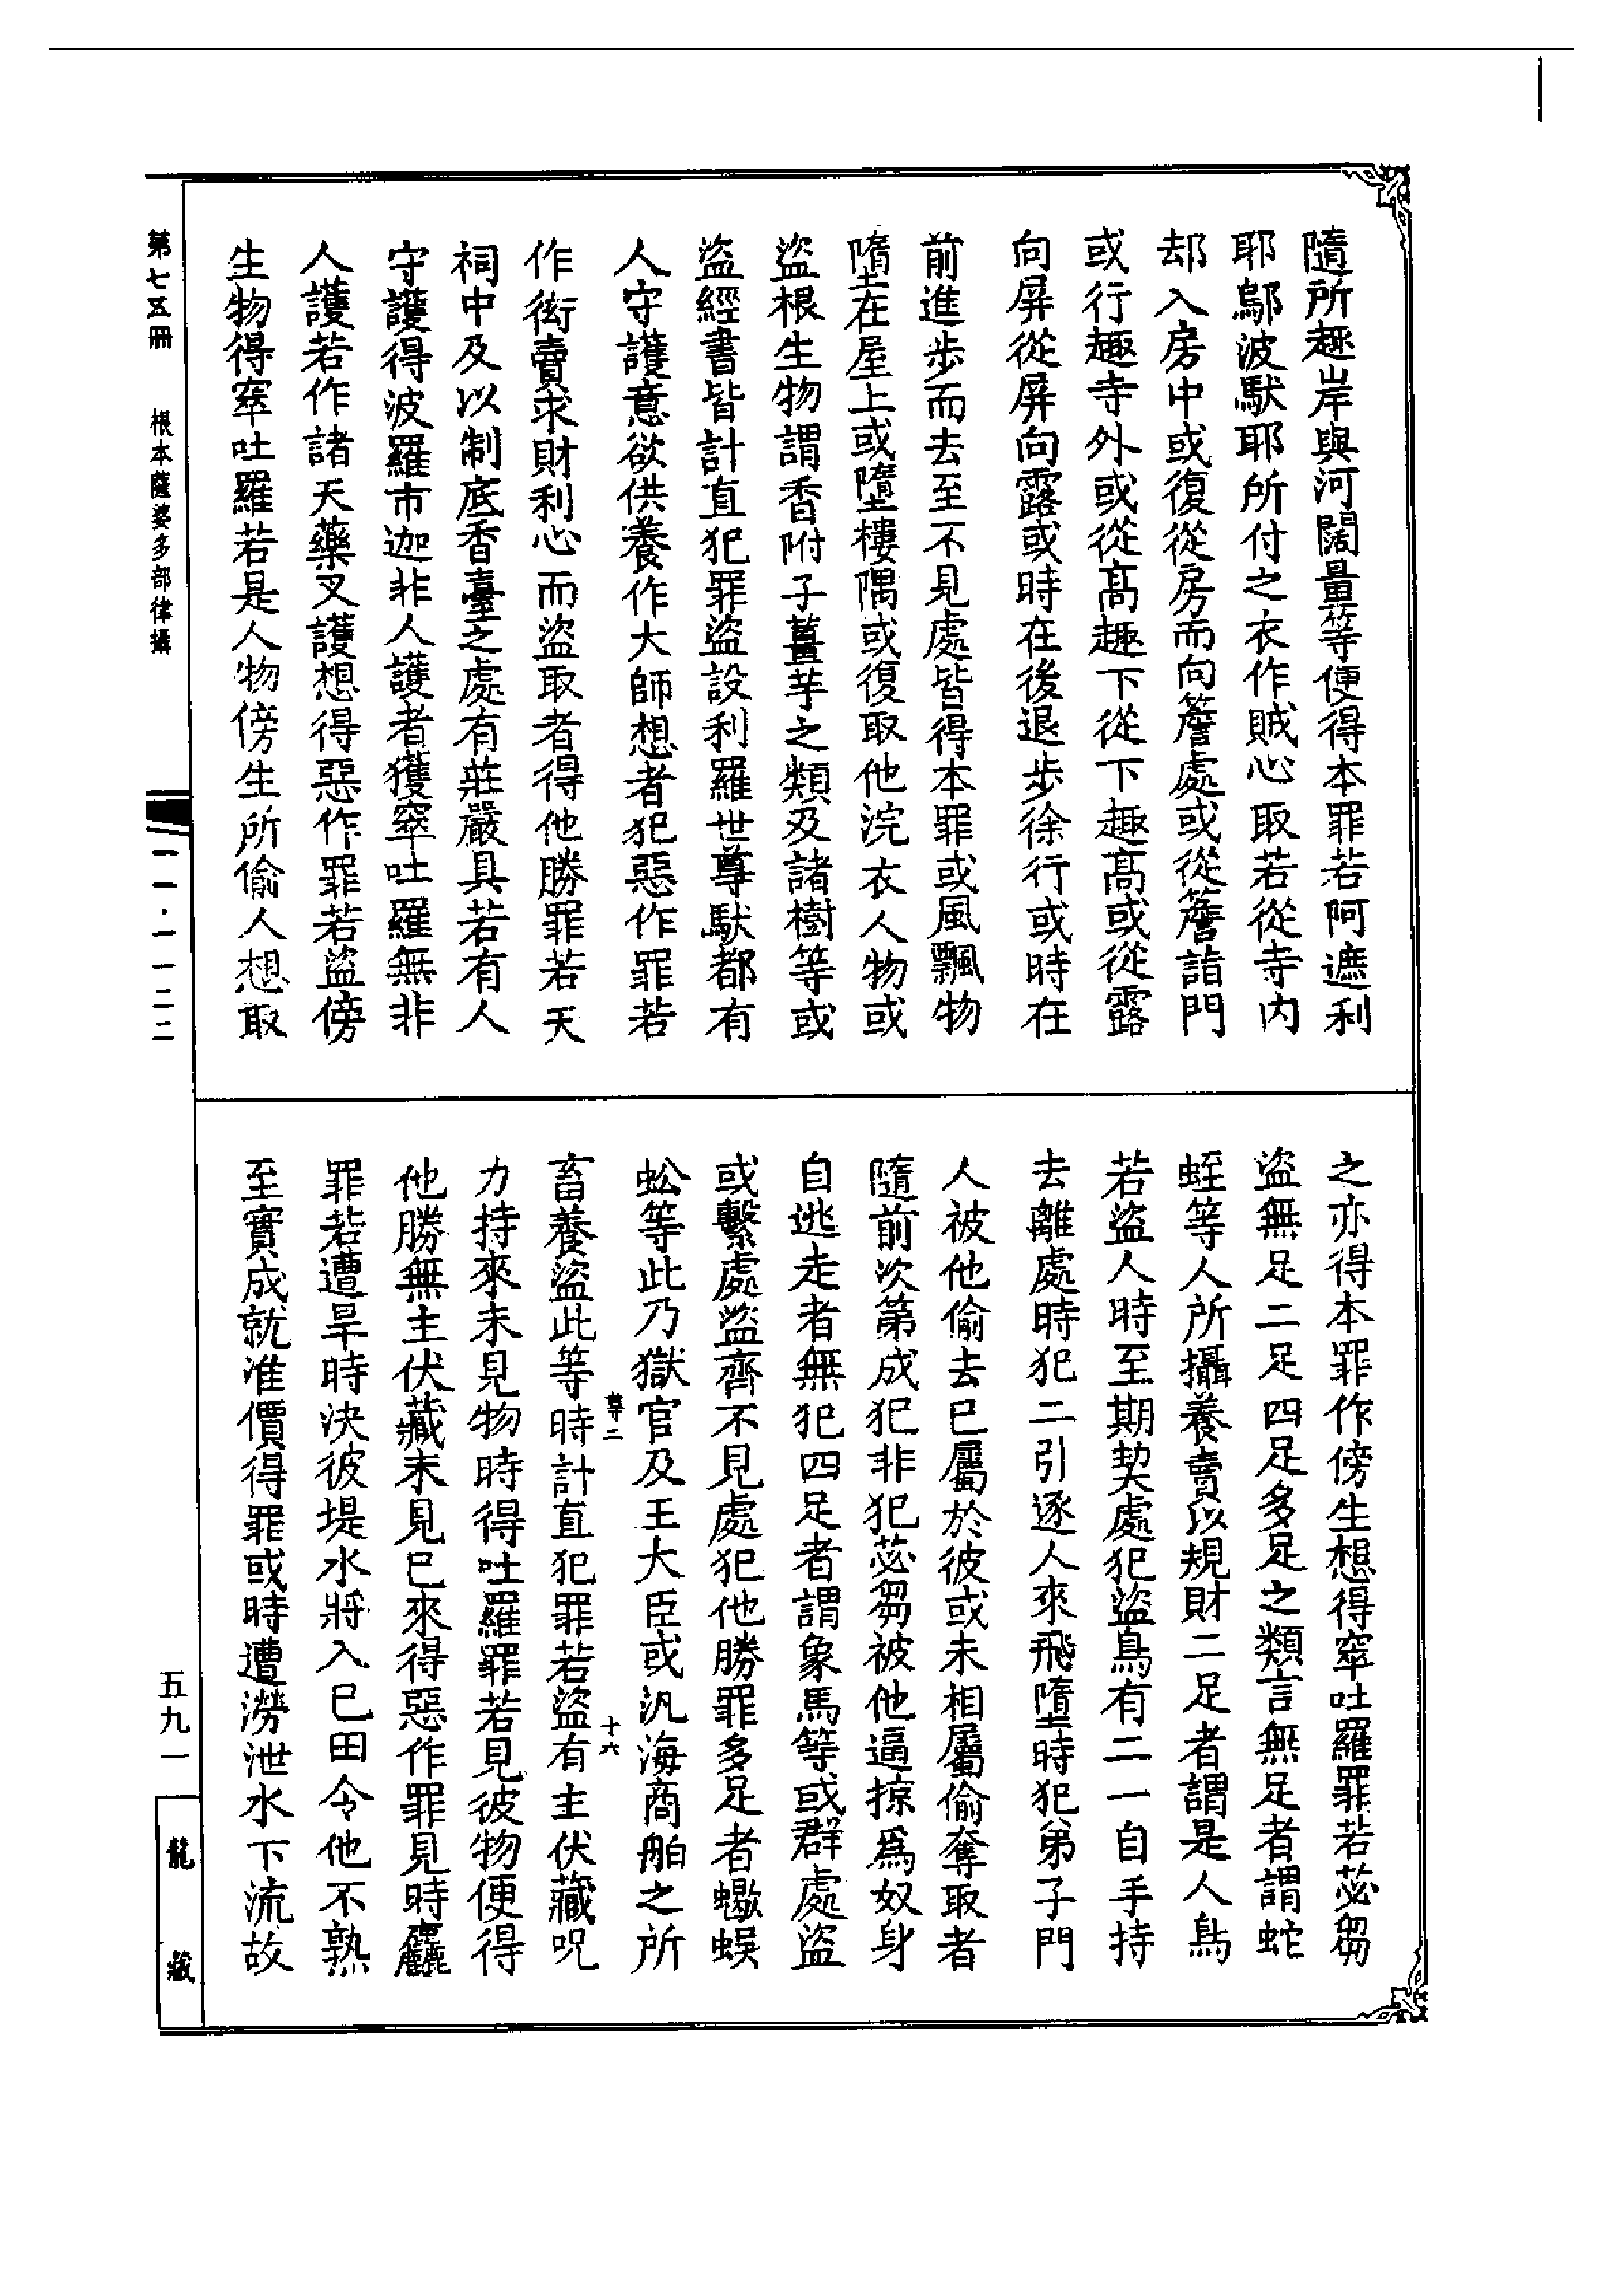 隨所趣岸與河闊量等便得本罪若阿遮利
耶鄔波馱耶所付之衣作賊心取若從寺內
却入房中或復從房而向簷處或從簷詣門
或行趣寺外或從髙趣下從下趣髙或從露
向屏從屏向露或時在後退步徐行或時在
前進步而去至不見處皆得本罪或風飄物
墮在屋上或墮樓隅或復取他浣衣人物或
盜根生物謂香附子薑芋之類及諸樹等或
盜經書皆計直犯罪盜設利羅世尊馱都有
人守護意欲供養作大師想者犯惡作罪若
作衒賣求財利心而盜取者得他勝罪若天
祠中及以制底香臺之處有莊嚴具若有人
守護得波羅市迦非人護者獲窣吐羅無非
人護若作諸天藥叉護想得惡作罪若盜傍
生物得窣吐羅若是人物傍生所偷人想取
之亦得本罪作傍生想得窣吐羅罪若苾芻
盜無足二足四足多足之類言無足者謂蛇
蛭等人所攝養賣以規財二足者謂是人鳥
若盜人時至期契處犯盜鳥有二一自手持
去離處時犯二引逐人來飛墮時犯弟子門
人被他偷去已屬於彼或未相屬偷奪取者
隨前次第成犯非犯苾芻被他逼掠爲奴身
自逃走者無犯四足者謂象馬等或群處盜
或繫處盜齊不見處犯他勝罪多足者蠍蜈
蚣等此乃獄官及王大臣或汎海商舶之所
尊二 十六
畜養盜此等時計直犯罪若盜有主伏藏呪
力持來未見物時得吐羅罪若見彼物便得
他勝無主伏藏未見已來得惡作罪見時麤
罪若遭旱時決彼堤水將入已田令他不熟
至實成就准價得罪或時遭澇泄水下流故
第七五冊 根本薩婆多部律攝
一一·一一二二
五九一
龍藏